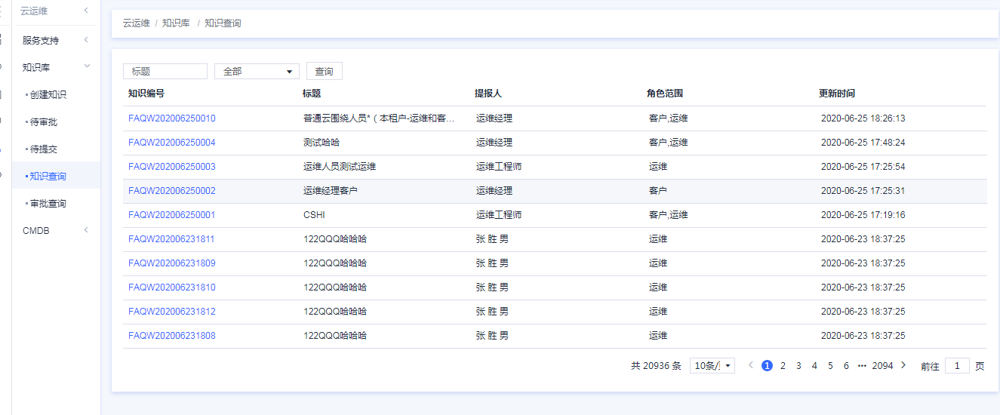 云运维
服务支持
知识库
创建知识
待审批
待提交
知识查询
审批查询
CMDB
云运维 / 知识库 / 知识查询
标题 全部 查询
知识编号 标题 提报人 角色范围 更新时间
FAQW202006250010 普通云围绕人员*（本租户-运维和客... 运维经理 客户,运维 2020-06-25 18:26:13
FAQW202006250004 测试哈哈 运维经理 客户,运维 2020-06-25 17:48:24
FAQW202006250003 运维人员测试运维 运维工程师 运维 2020-06-25 17:25:54
FAQW202006250002 运维经理客户 运维经理 客户 2020-06-25 17:25:31
FAQW202006250001 CSHI 运维工程师 客户,运维 2020-06-25 17:19:16
FAQW202006231811 122QQQ哈哈哈 张 胜 男 运维 2020-06-23 18:37:25
FAQW202006231809 122QQQ哈哈哈 张 胜 男 运维 2020-06-23 18:37:25
FAQW202006231810 122QQQ哈哈哈 张 胜 男 运维 2020-06-23 18:37:25
FAQW202006231812 122QQQ哈哈哈 张 胜 男 运维 2020-06-23 18:37:25
FAQW202006231808 122QQQ哈哈哈 张 胜 男 运维 2020-06-23 18:37:25
共 20936 条 10条/ 1 2 3 4 5 6 ••• 2094 前往 1 页